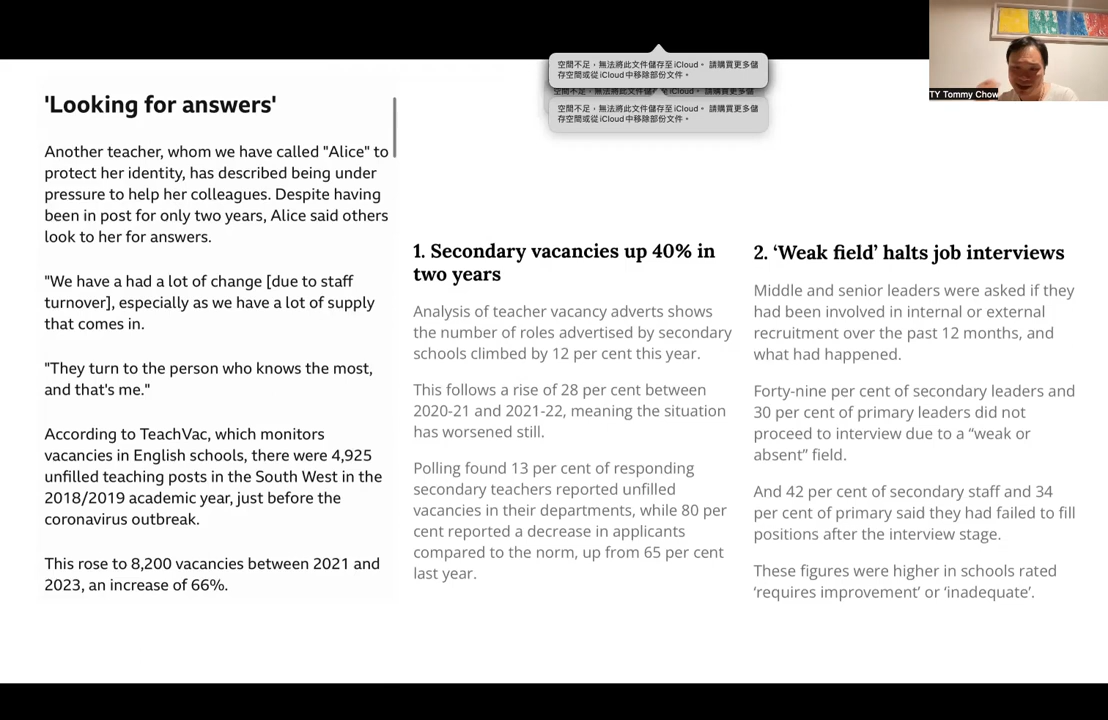 空間不足，無法將此文件儲存至 iCloud。請購買更多儲
存空間或從 iCloud 中移除部份文件。
空間不足，無法將此文件儲 iCloud。請購買更多儲
空間不足，無法將此文件儲存至 iCloud。請購買更多儲
存空間或從 iCloud 中移除部份文件。
TY Tommy Chow
'Looking for answers'
Another teacher, whom we have called "Alice" to
protect her identity, has described being under
pressure to help her colleagues. Despite having
been in post for only two years, Alice said others
look to her for answers.
"We have a had a lot of change [due to staff
turnover], especially as we have a lot of supply
that comes in.
"They turn to the person who knows the most,
and that's me."
According to TeachVac, which monitors
vacancies in English schools, there were 4,925
unfilled teaching posts in the South West in the
2018/2019 academic year, just before the
coronavirus outbreak.
This rose to 8,200 vacancies between 2021 and
2023, an increase of 66%.
1. Secondary vacancies up 40% in
two years
Analysis of teacher vacancy adverts shows
the number of roles advertised by secondary
schools climbed by 12 per cent this year.
This follows a rise of 28 per cent between
2020-21 and 2021-22, meaning the situation
has worsened still.
Polling found 13 per cent of responding
secondary teachers reported unfilled
vacancies in their departments, while 80 per
cent reported a decrease in applicants
compared to the norm, up from 65 per cent
last year.
2. ‘Weak field’ halts job interviews
Middle and senior leaders were asked if they
had been involved in internal or external
recruitment over the past 12 months, and
what had happened.
Forty-nine per cent of secondary leaders and
30 per cent of primary leaders did not
proceed to interview due to a “weak or
absent” field.
And 42 per cent of secondary staff and 34
per cent of primary said they had failed to fill
positions after the interview stage.
These figures were higher in schools rated
‘requires improvement’ or ‘inadequate’.